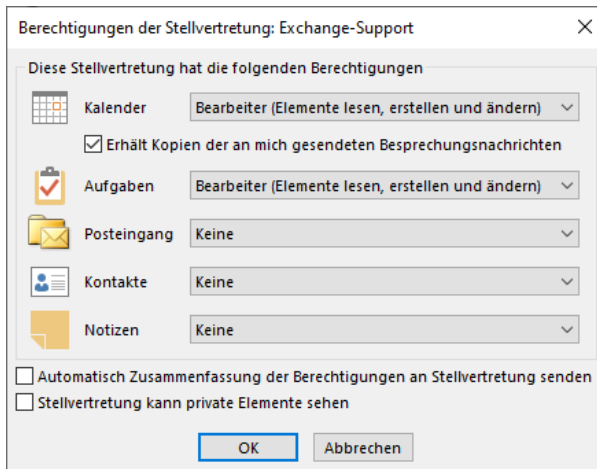 Berechtigungen der Stellvertretung: Exchange-Support
Diese Stellvertretung hat die folgenden Berechtigungen
Kalender Bearbeiter (Elemente lesen, erstellen und ändern)
Erhält Kopien der an mich gesendeten Besprechungsnachrichten
Aufgaben Bearbeiter (Elemente lesen, erstellen und ändern)
Posteingang Keine
Kontakte Keine
Notizen Keine
Automatisch Zusammenfassung der Berechtigungen an Stellvertretung senden
Stellvertretung kann private Elemente sehen
OK Abbrechen